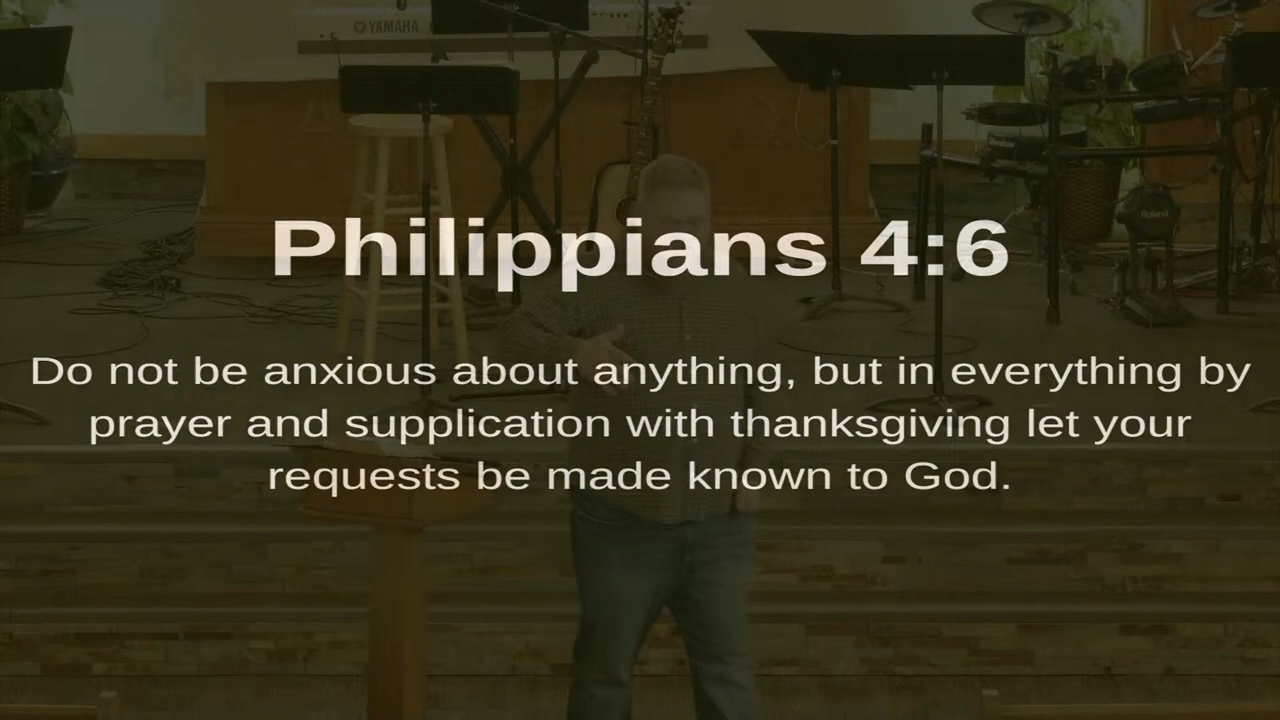 YAMAHA
Philippians 4:6
Do not be anxious about anything, but in everything by
prayer and supplication with thanksgiving let your
requests be made known to God.
Roland